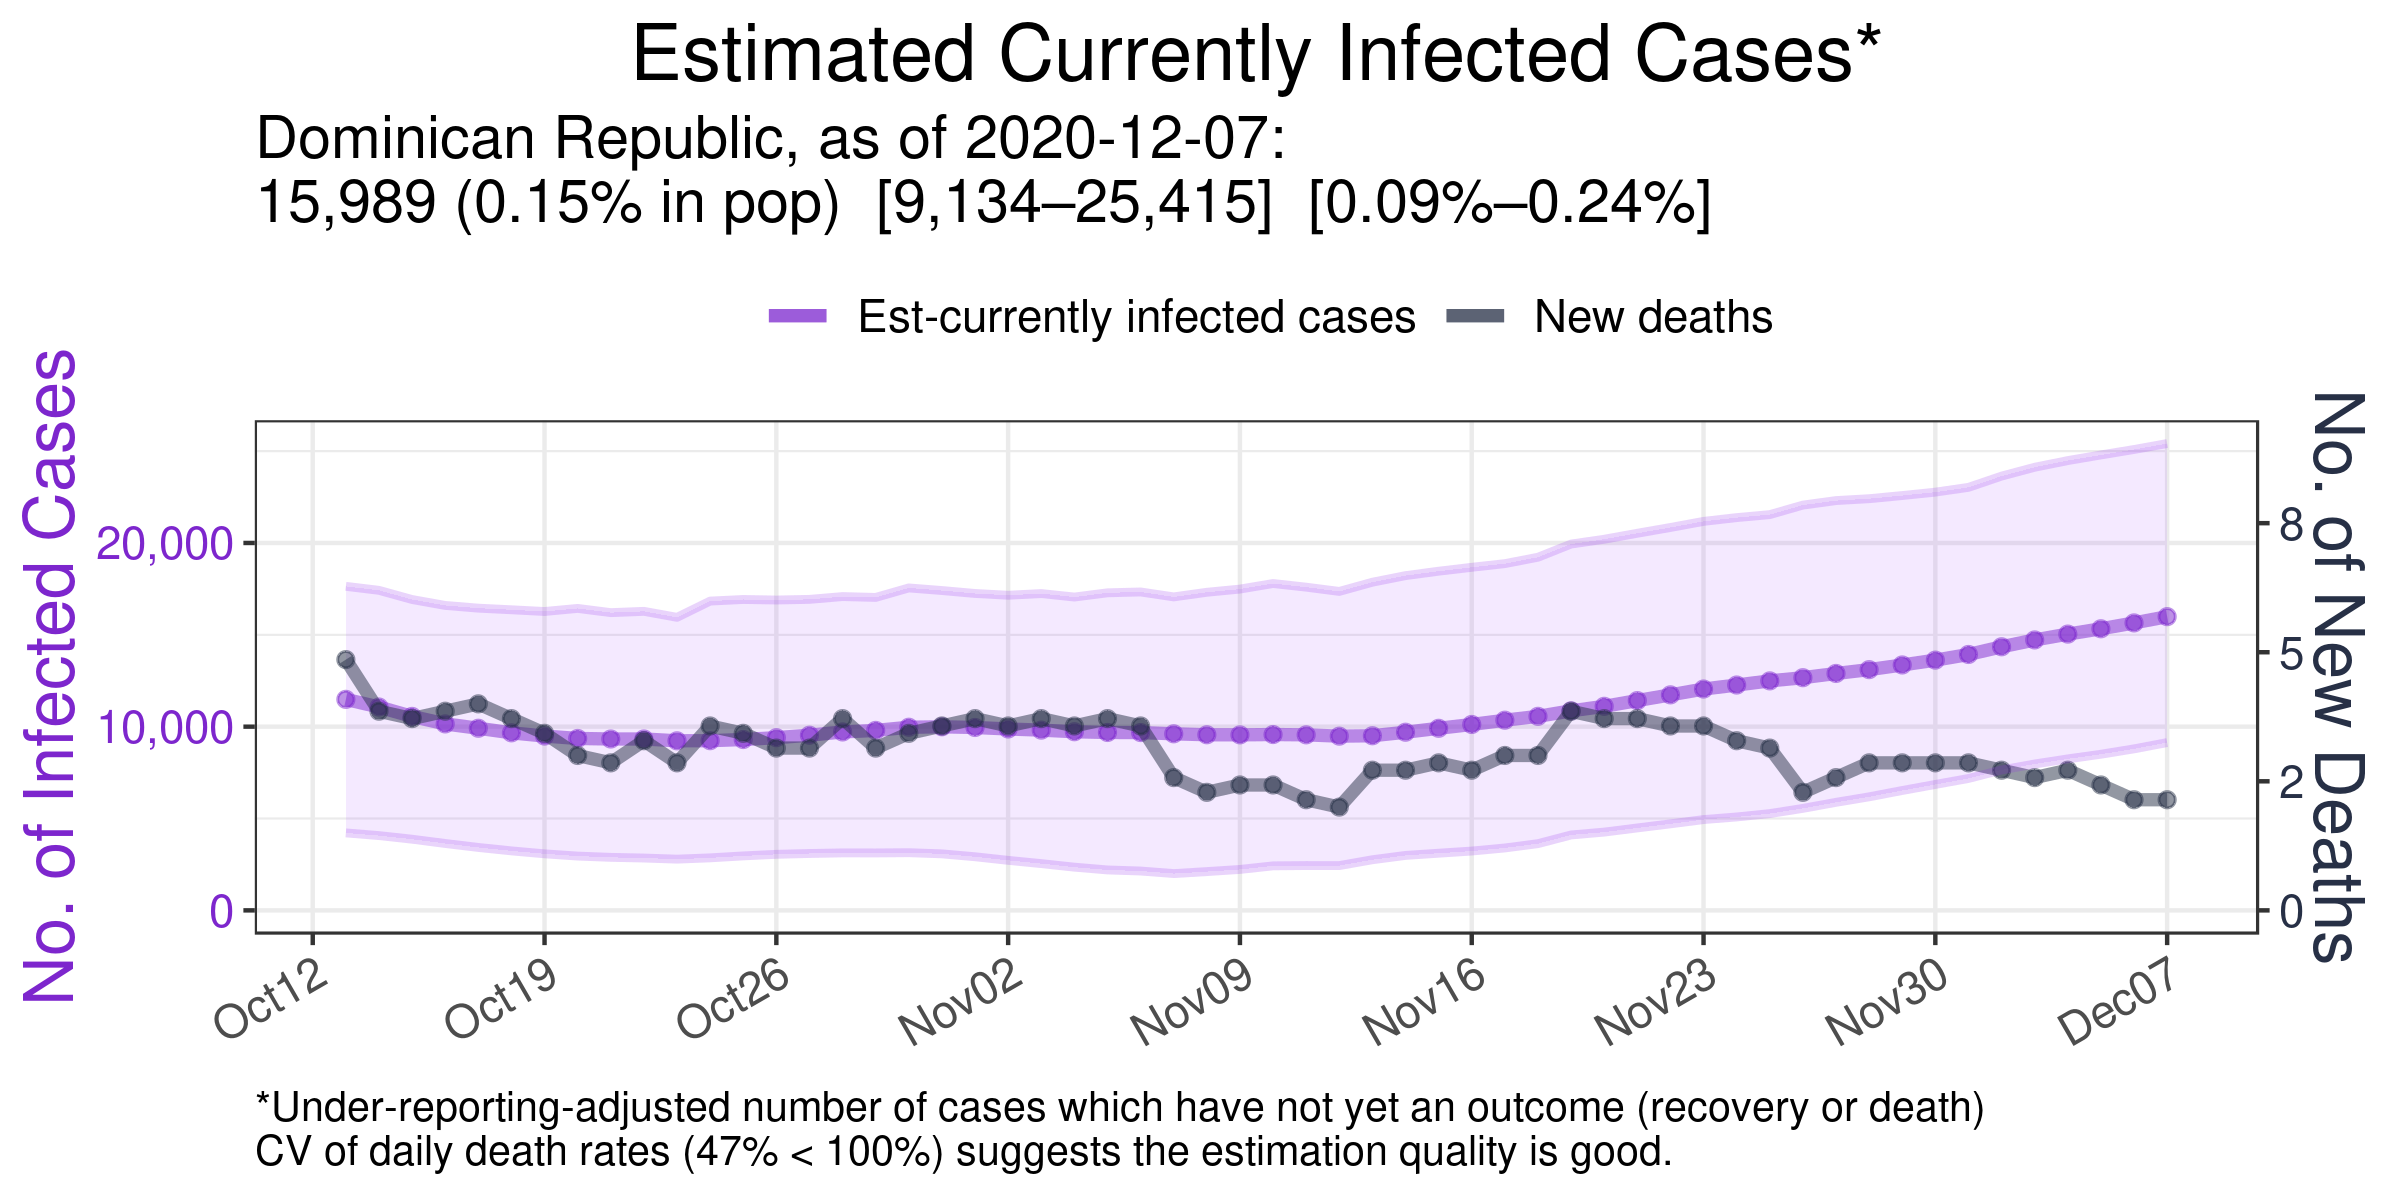 Estimated Currently Infected Cases*
Dominican Republic, as of 2020-12-07:
15,989 (0.15% in pop)  [9,134–25,415]  [0.09%–0.24%]
Est-currently infected cases
New deaths
No. of Infected Cases
20,000
10,000
0
No. of New Deaths
8
5
2
0
Oct12
Oct19
Oct26
Nov02
Nov09
Nov16
Nov23
Nov30
Dec07
*Under-reporting-adjusted number of cases which have not yet an outcome (recovery or death)
CV of daily death rates (47% < 100%) suggests the estimation quality is good.